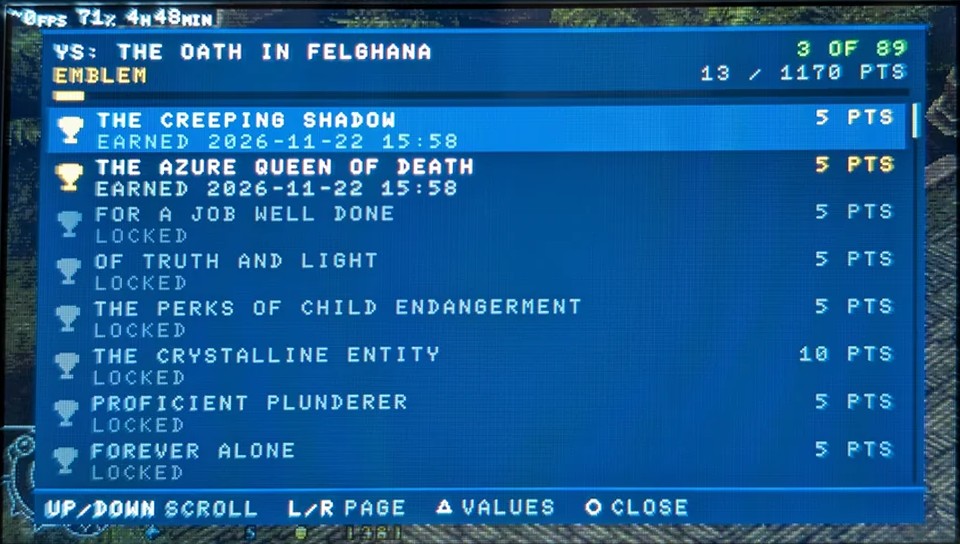 ~0FPS 71% 4H48MIN
YS: THE OATH IN FELGHANA
3 OF 89
EMBLEM
13 / 1170 PTS
THE CREEPING SHADOW
5 PTS
EARNED 2026-11-22 15:58
THE AZURE QUEEN OF DEATH
5 PTS
EARNED 2026-11-22 15:58
FOR A JOB WELL DONE
5 PTS
LOCKED
OF TRUTH AND LIGHT
5 PTS
LOCKED
THE PERKS OF CHILD ENDANGERMENT
5 PTS
LOCKED
THE CRYSTALLINE ENTITY
10 PTS
LOCKED
PROFICIENT PLUNDERER
5 PTS
LOCKED
FOREVER ALONE
5 PTS
LOCKED
UP/DOWN SCROLL L/R PAGE △ VALUES ○ CLOSE